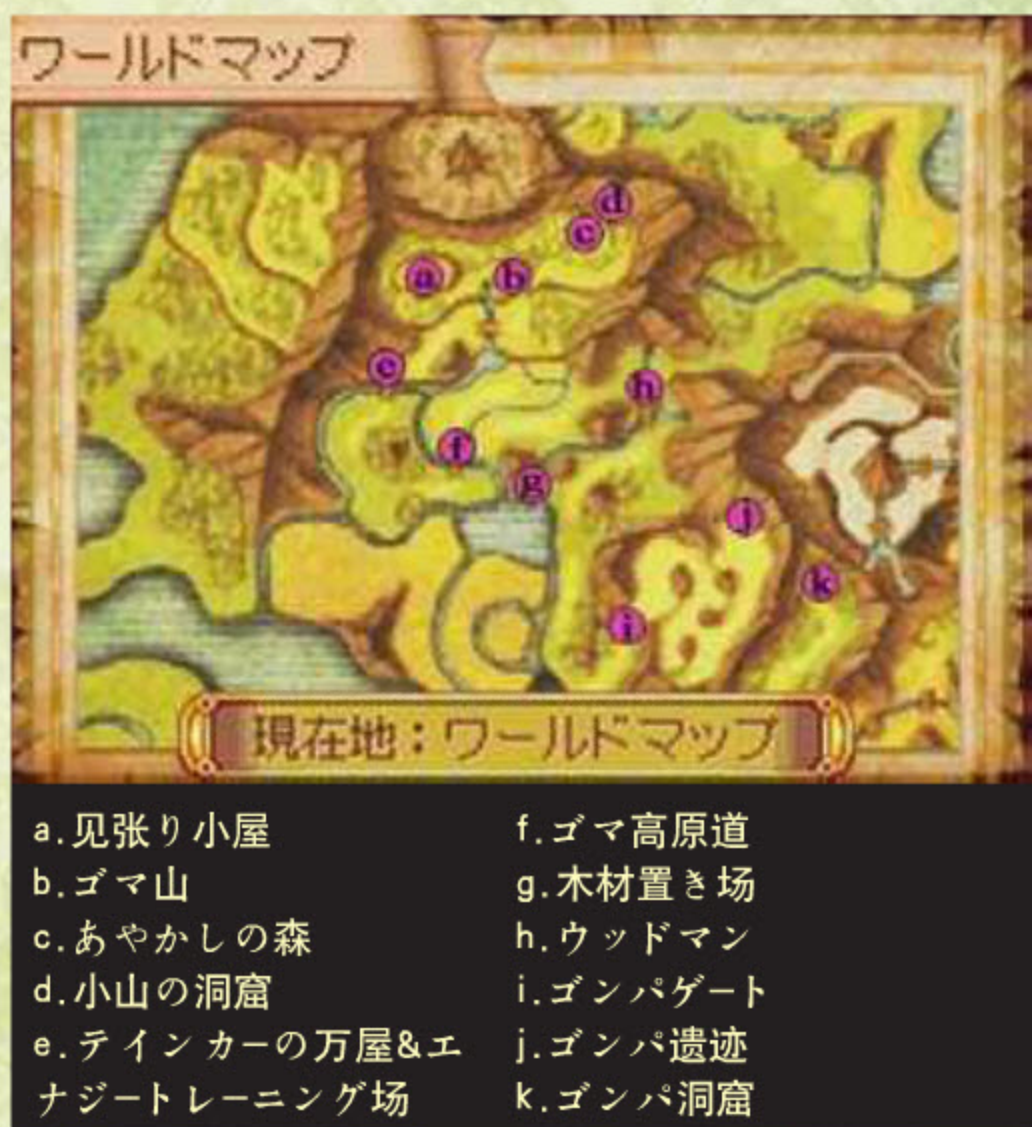 ワールドマップ
a
b
c
d
e
f
g
h
i
j
k
現在地：ワールドマップ
a.见张り小屋
b.ゴマ山
c.あやかしの森
d.小山の洞窟
e.テインカーの万屋&エ
ナジートレーニング场
f.ゴマ高原道
g.木材置き场
h.ウッドマン
i.ゴンパゲート
j.ゴンパ遗迹
k.ゴンパ洞窟